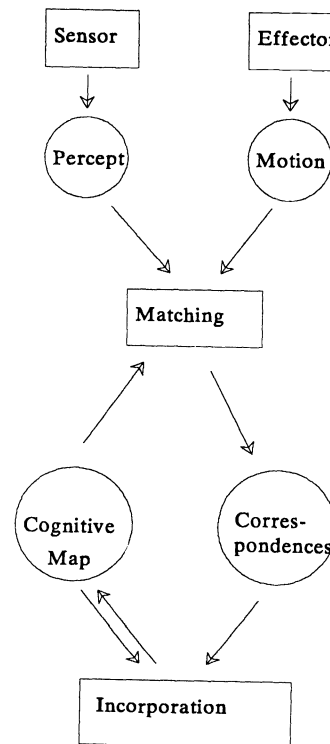 Sensor
Effector
Percept
Motion
Matching
Cognitive
Map
Corres-
pondences
Incorporation